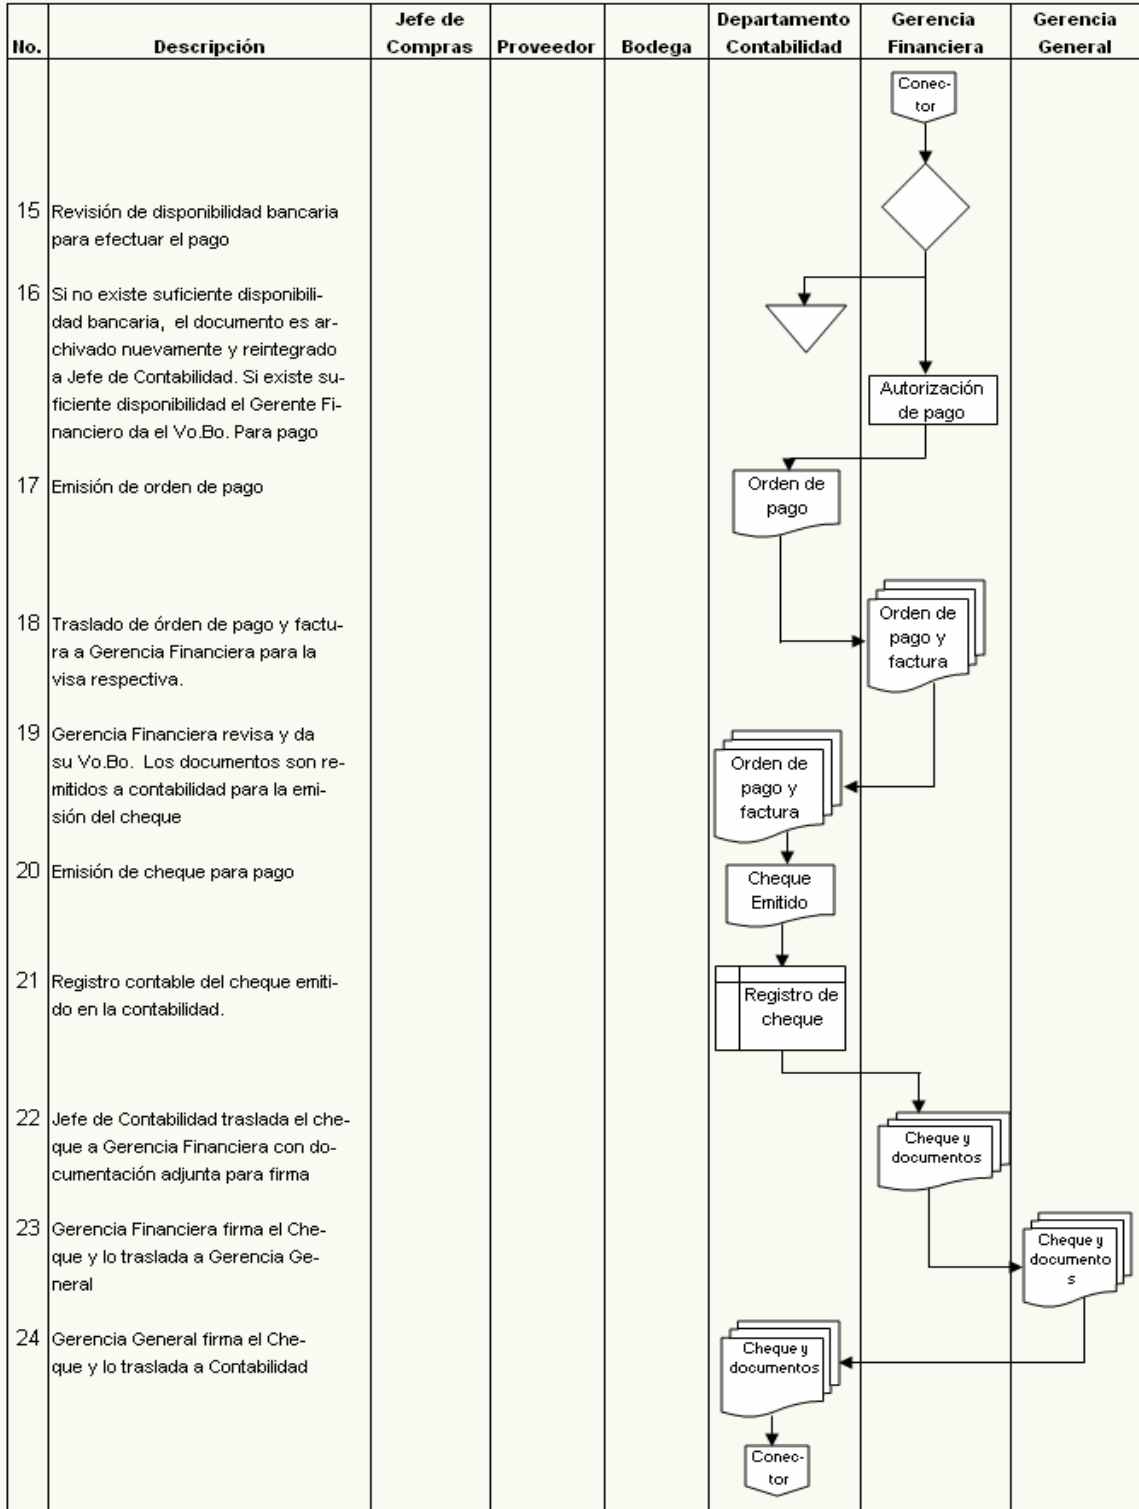 No.
Descripción
Jefe de
Compras
Proveedor
Bodega
Departamento
Contabilidad
Gerencia
Financiera
Gerencia
General
Conec-
tor
15 Revisión de disponibilidad bancaria
para efectuar el pago
16 Si no existe suficiente disponibili-
dad bancaria, el documento es ar-
chivado nuevamente y reintegrado
a Jefe de Contabilidad. Si existe su-
ficiente disponibilidad el Gerente Fi-
nanciero da el Vo.Bo. Para pago
Autorización
de pago
17 Emisión de orden de pago
Orden de
pago
18 Traslado de órden de pago y factu-
ra a Gerencia Financiera para la
visa respectiva.
Orden de
pago y
factura
19 Gerencia Financiera revisa y da
su Vo.Bo. Los documentos son re-
mitidos a contabilidad para la emi-
sión del cheque
Orden de
pago y
factura
20 Emisión de cheque para pago
Cheque
Emitido
21 Registro contable del cheque emiti-
do en la contabilidad.
Registro de
cheque
22 Jefe de Contabilidad traslada el che-
que a Gerencia Financiera con do-
cumentación adjunta para firma
Cheque y
documentos
23 Gerencia Financiera firma el Che-
que y lo traslada a Gerencia Ge-
neral
Cheque y
documento
s
24 Gerencia General firma el Che-
que y lo traslada a Contabilidad
Cheque y
documentos
Conec-
tor